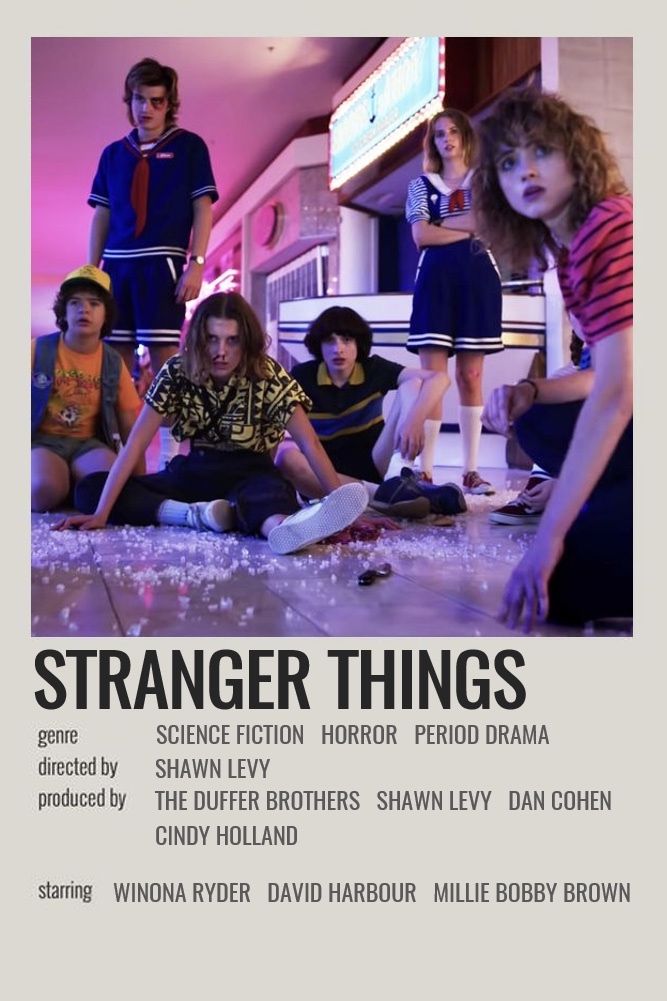 STRANGER THINGS
genre SCIENCE FICTION HORROR PERIOD DRAMA
directed by SHAWN LEVY
produced by THE DUFFER BROTHERS SHAWN LEVY DAN COHEN
CINDY HOLLAND
starring WINONA RYDER DAVID HARBOUR MILLIE BOBBY BROWN